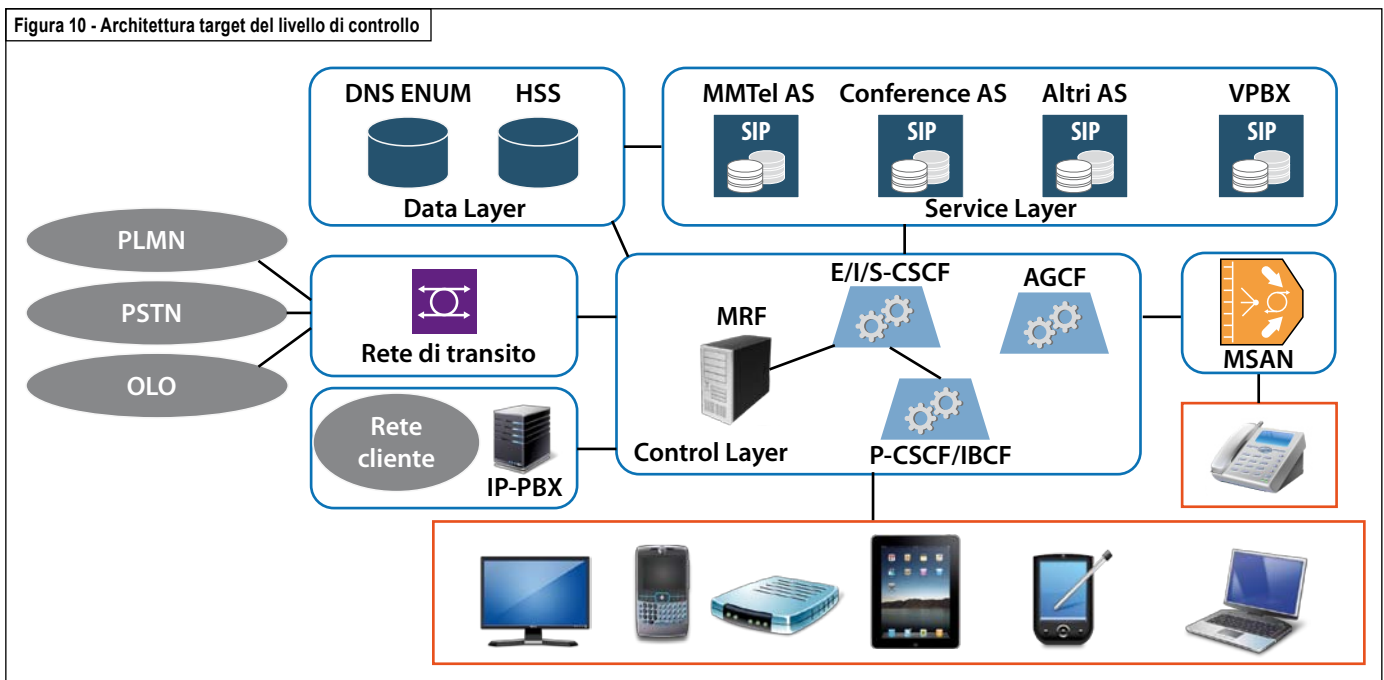 Figura 10 - Architettura target del livello di controllo
DNS ENUM
HSS
Data Layer
MMTel AS
Conference AS
Altri AS
VPBX
SIP
SIP
SIP
SIP
Service Layer
PLMN
PSTN
OLO
Rete di transito
Rete
cliente
IP-PBX
E/I/S-CSCF
AGCF
MRF
Control Layer
P-CSCF/IBCF
MSAN